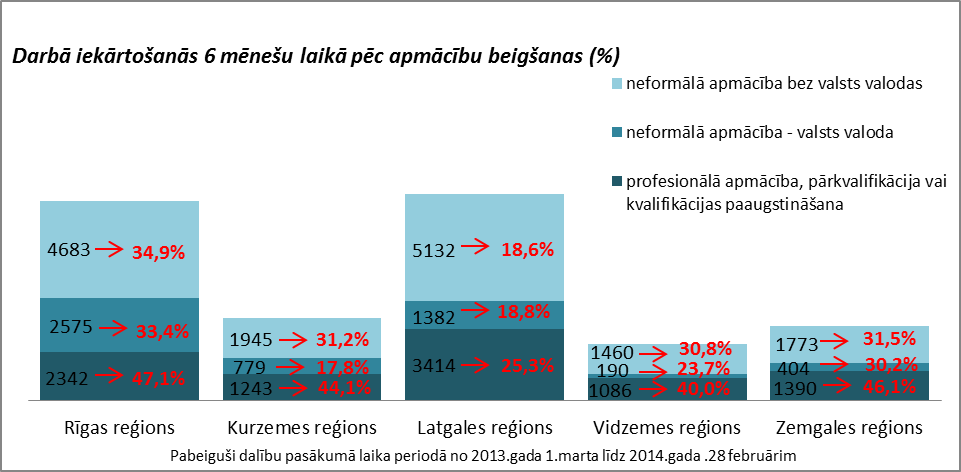 Darbā iekārtošanās 6 mēnešu laikā pēc apmācību beigšanas (%)
neformālā apmācība bez valsts valodas
neformālā apmācība - valsts valoda
profesionālā apmācība, pārkvalifikācija vai
kvalifikācijas paaugstināšana
4683 34,9%
2575 33,4%
2342 47,1%
1945 31,2%
779 17,8%
1243 44,1%
5132 18,6%
1382 18,8%
3414 25,3%
1460 30,8%
190 23,7%
1086 40,0%
1773 31,5%
404 30,2%
1390 46,1%
Rīgas reģions Kurzemes reģions Latgales reģions Vidzemes reģions Zemgales reģions
Pabeiguši dalību pasākumā laika periodā no 2013.gada 1.marta līdz 2014.gada .28 februārim